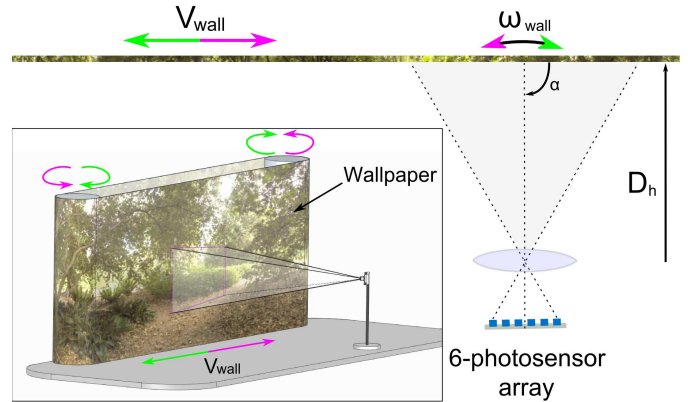 Vwall
ωwall
α
Dh
Wallpaper
Vwall
6-photosensor
array